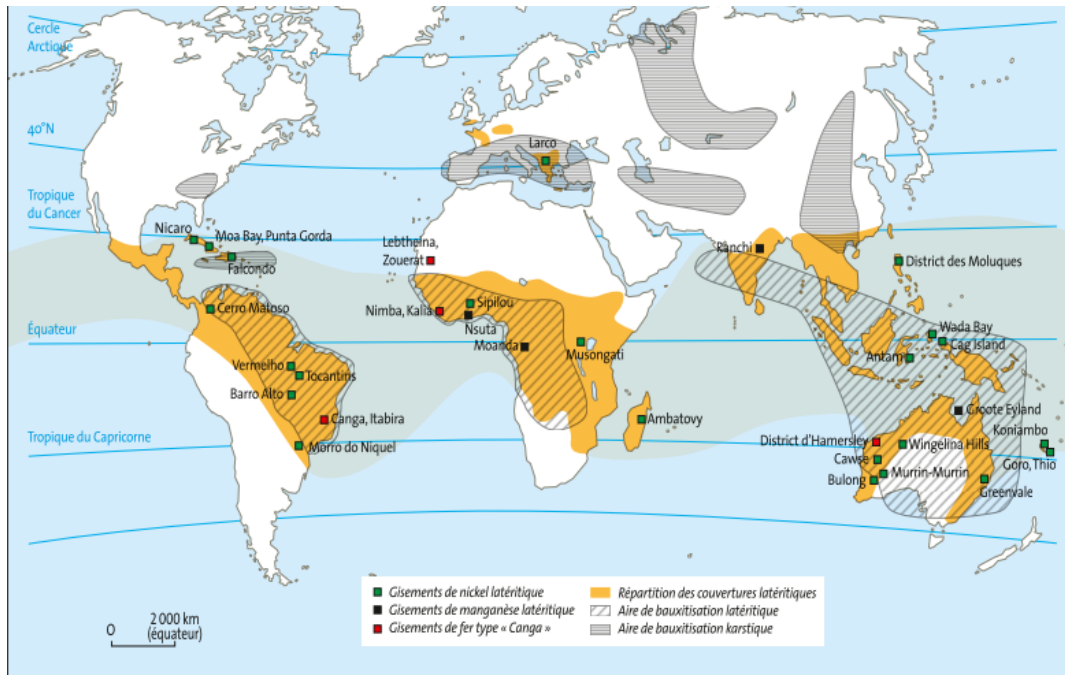 Cercle
Arctique
40°N
Larco
Tropique
du Cancer
Nicaro
Moa Bay, Punta Gorda
Falcondo
Lebtheina,
Zouerat
Ranchi
District des Moluques
Cerro Matoso
Nimba, Kalia
Sipilou
Nsuta
Équateur
Moanda
Musongati
Wada Bay
Cag Island
Antam
Vermelho
Tocantins
Barro Alto
Canga, Itabira
Ambatovy
Groote Eyland
Koniambo
Tropique du Capricorne
Morro do Niquel
District d'Hamersley
Wingelina Hills
Goro, Thio
Cawse
Murrin-Murrin
Bulong
Greenvale
Gisements de nickel latéritique
Gisements de manganèse latéritique
Gisements de fer type « Canga »
Répartition des couvertures latéritiques
Aire de bauxitisation latéritique
Aire de bauxitisation karstique
0
2 000 km
(équateur)